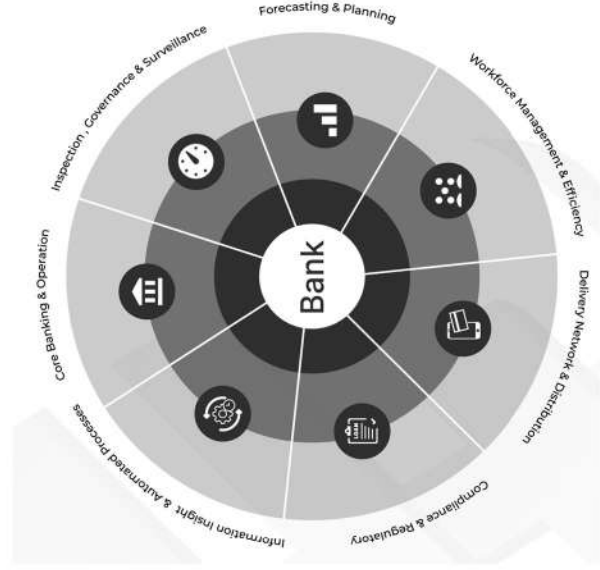 Forecasting & Planning
Workforce Management & Efficiency
Delivery Network & Distribution
Compliance & Regulatory
Information Insight & Automated Processes
Core Banking & Operation
Inspection , Governance & Surveillance
Bank
LOAN